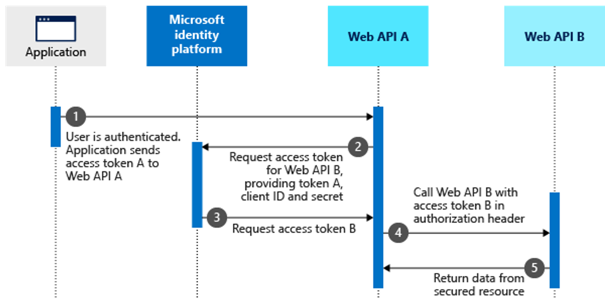 Application
Microsoft
identity
platform
Web API A
Web API B
1
User is authenticated.
Application sends
access token A to
Web API A
2
Request access token
for Web API B,
providing token A,
client ID and secret
3
Request access token B
Call Web API B with
access token B in
authorization header
4
5
Return data from
secured resource